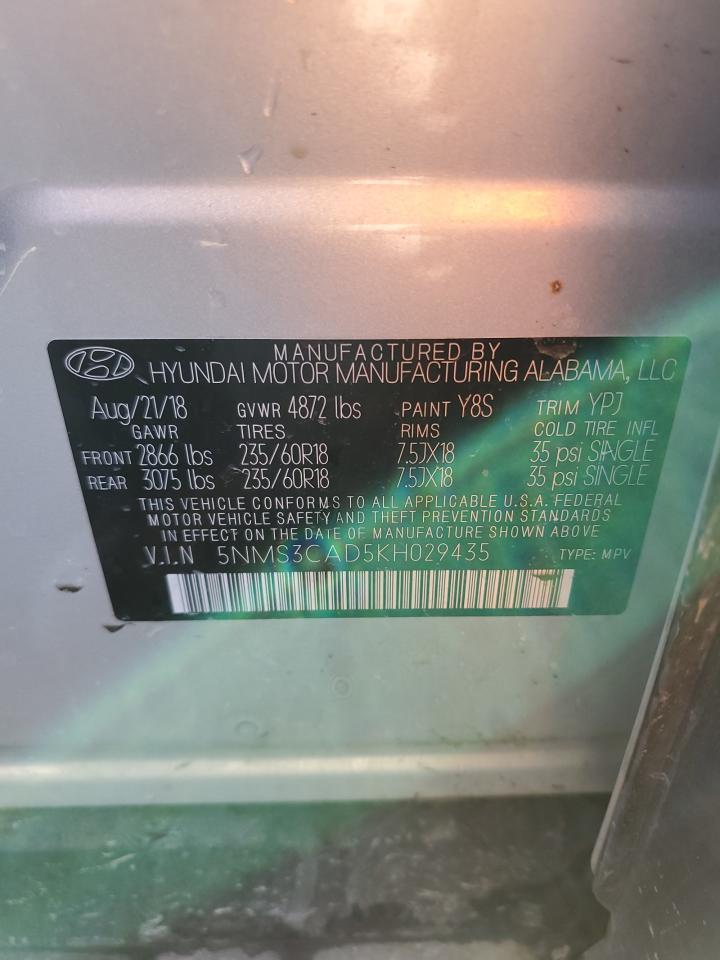 MANUFACTURED BY
HYUNDAI MOTOR MANUFACTURING ALABAMA, LLC
Aug/21/18 GVWR 4872 lbs PAINT Y8S TRIM YPJ
GAWR TIRES RIMS COLD TIRE INFL
FRONT 2866 lbs 235/60R18 7.5JX18 35 psi SINGLE
REAR 3075 lbs 235/60R18 7.5JX18 35 psi SINGLE
THIS VEHICLE CONFORMS TO ALL APPLICABLE U.S.A. FEDERAL
MOTOR VEHICLE SAFETY AND THEFT PREVENTION STANDARDS
IN EFFECT ON THE DATE OF MANUFACTURE SHOWN ABOVE
V.I.N 5NMS3CAD5KH029435 TYPE: MPV